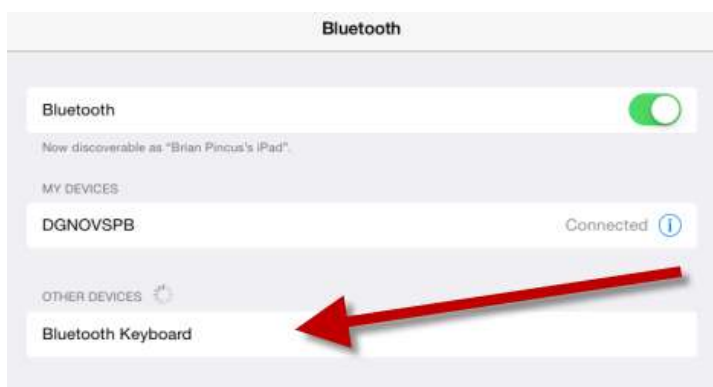 Bluetooth
Bluetooth
Now discoverable as "Brian Pincus's iPad".
MY DEVICES
DGNOVSPB
Connected
OTHER DEVICES
Bluetooth Keyboard